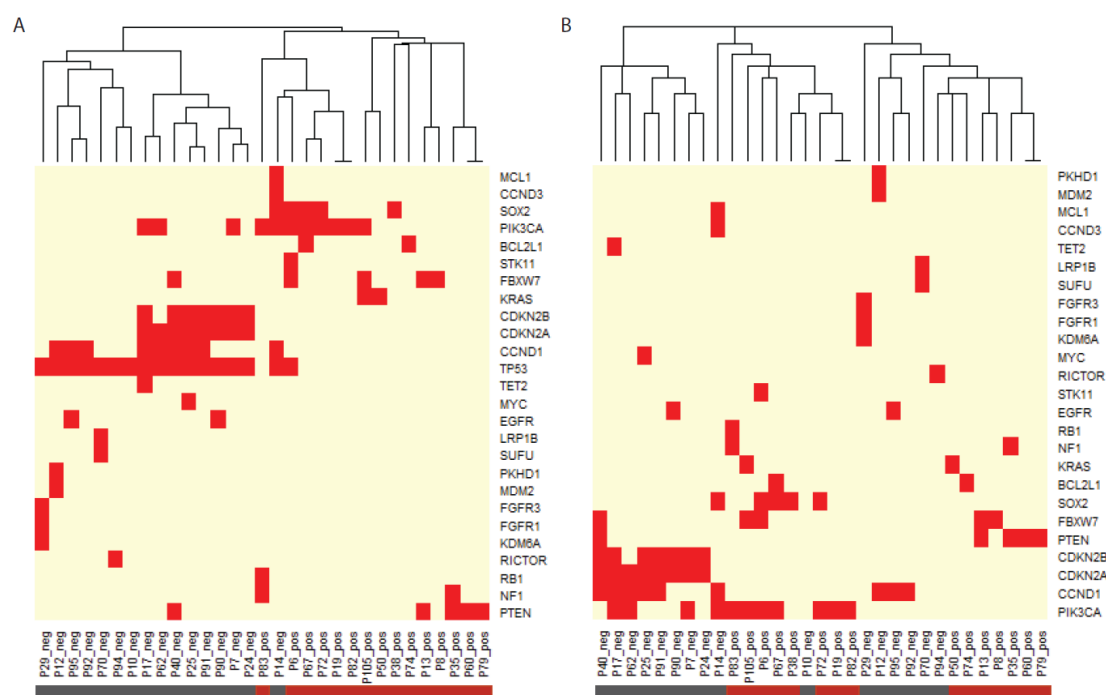 A
MCL1
CCND3
SOX2
PIK3CA
BCL2L1
STK11
FBXW7
KRAS
CDKN2B
CDKN2A
CCND1
TP53
TET2
MYC
EGFR
LRP1B
SUFU
PKHD1
MDM2
FGFR3
FGFR1
KDM6A
RICTOR
RB1
NF1
PTEN
P29_neg
P12_neg
P95_neg
P92_neg
P70_neg
P94_neg
P10_neg
P17_neg
P62_neg
P40_neg
P25_neg
P91_neg
P90_neg
P7_neg
P24_neg
P83_pos
P14_neg
P6_pos
P67_pos
P72_pos
P19_pos
P82_pos
P105_pos
P50_pos
P38_pos
P74_pos
P13_pos
P8_pos
P35_pos
P60_pos
P79_pos
B
PKHD1
MDM2
MCL1
CCND3
TET2
LRP1B
SUFU
FGFR3
FGFR1
KDM6A
MYC
RICTOR
STK11
EGFR
RB1
NF1
KRAS
BCL2L1
SOX2
FBXW7
PTEN
CDKN2B
CDKN2A
CCND1
PIK3CA
P40_neg
P17_neg
P62_neg
P25_neg
P91_neg
P90_neg
P7_neg
P24_neg
P14_neg
P83_pos
P105_pos
P6_pos
P67_pos
P38_pos
P10_neg
P72_pos
P19_pos
P82_pos
P29_neg
P12_neg
P95_neg
P92_neg
P70_neg
P94_neg
P50_pos
P74_pos
P13_pos
P8_pos
P35_pos
P60_pos
P79_pos